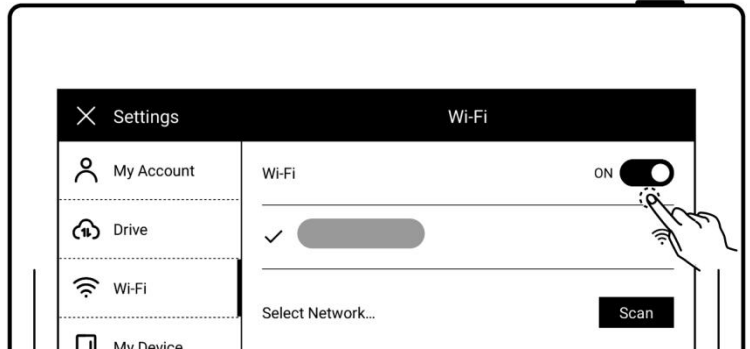 Settings
Wi-Fi
My Account
Drive
Wi-Fi
My Device
Wi-Fi
ON
Select Network...
Scan